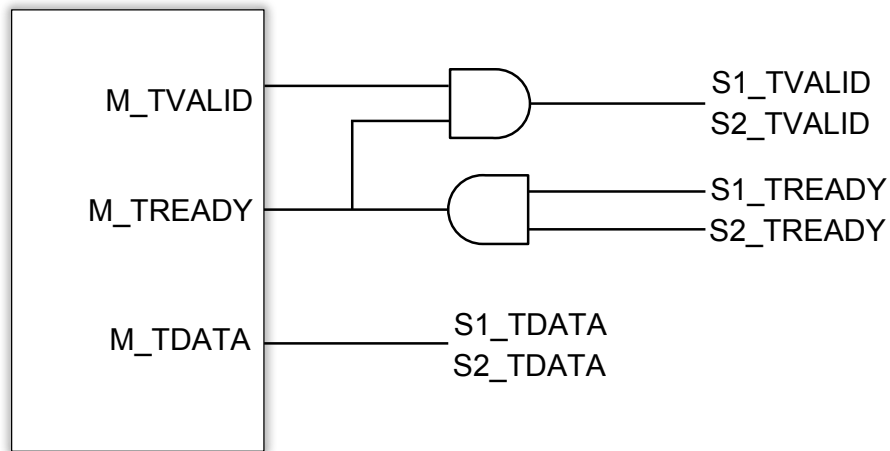 M_TVALID
S1_TVALID
S2_TVALID
M_TREADY
S1_TREADY
S2_TREADY
M_TDATA
S1_TDATA
S2_TDATA